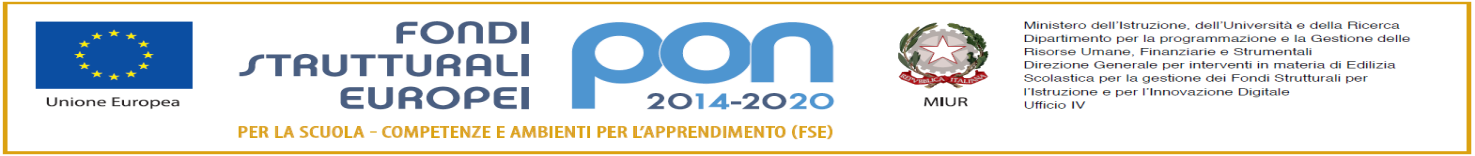 Unione Europea
FONDI
STRUTTURALI
EUROPEI
pon
2014-2020
PER LA SCUOLA - COMPETENZE E AMBIENTI PER L'APPRENDIMENTO (FSE)
REPVBBLICA ITALIANA
MIUR
Ministero dell'Istruzione, dell'Università e della Ricerca
Dipartimento per la programmazione e la Gestione delle
Risorse Umane, Finanziarie e Strumentali
Direzione Generale per interventi in materia di Edilizia
Scolastica per la gestione dei Fondi Strutturali per
l'Istruzione e per l'Innovazione Digitale
Ufficio IV